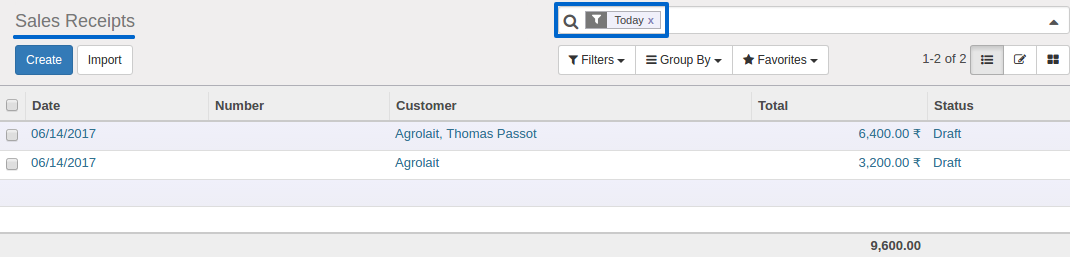 Sales Receipts
Today x
Create Import Filters Group By Favorites 1-2 of 2
Date Number Customer Total Status
06/14/2017 Agrolait, Thomas Passot 6,400.00 ₹ Draft
06/14/2017 Agrolait 3,200.00 ₹ Draft
9,600.00